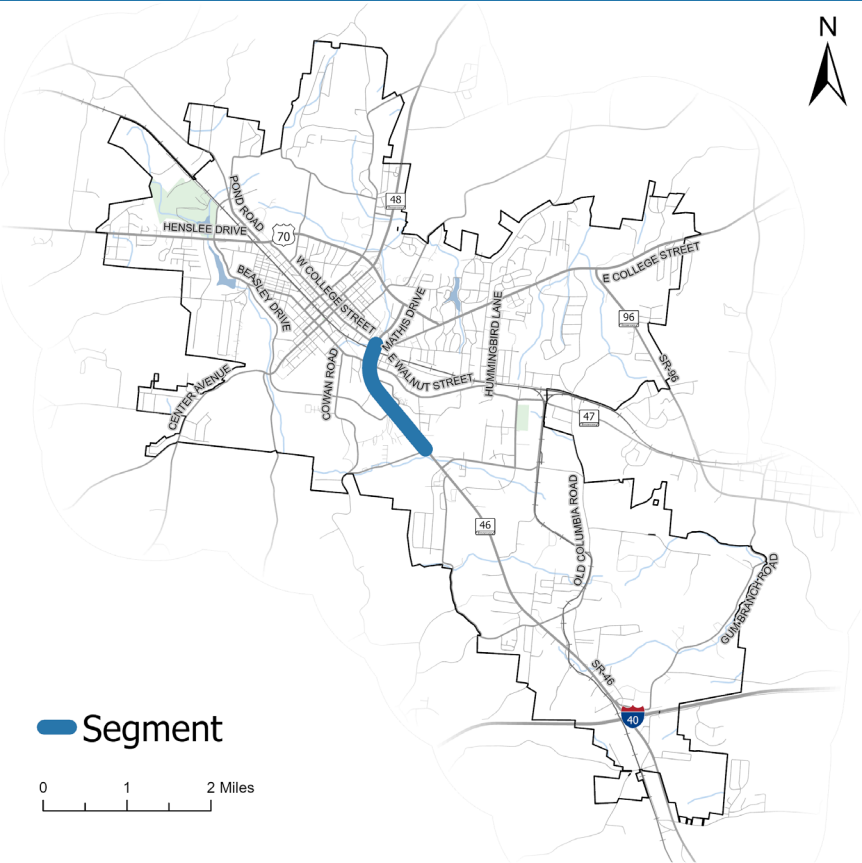 N
48
POND ROAD
HENSLEE DRIVE
70
E COLLEGE STREET
W COLLEGE STREET
BEASLEY DRIVE
MATHIS DRIVE
HUMMINGBIRD LANE
96
SR-96
E WALNUT STREET
COWAN ROAD
CENTER AVENUE
47
OLD COLUMBIA ROAD
46
GUM BRANCH ROAD
SR-46
40
Segment
0 1 2 Miles